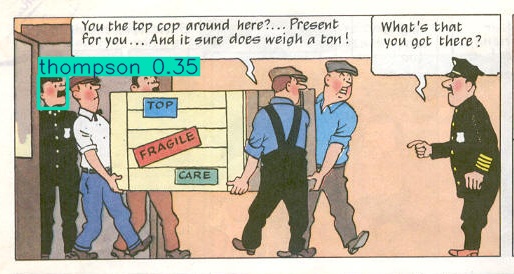 You the top cop around here?... Present
for you... And it sure does weigh a ton!
What's that
you got there?
thompson 0.35
TOP
FRAGILE
CARE